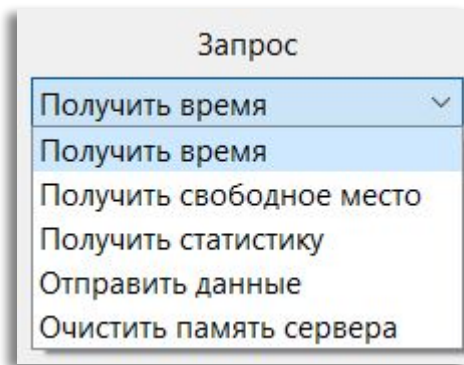 Запрос
Получить время
Получить время
Получить свободное место
Получить статистику
Отправить данные
Очистить память сервера